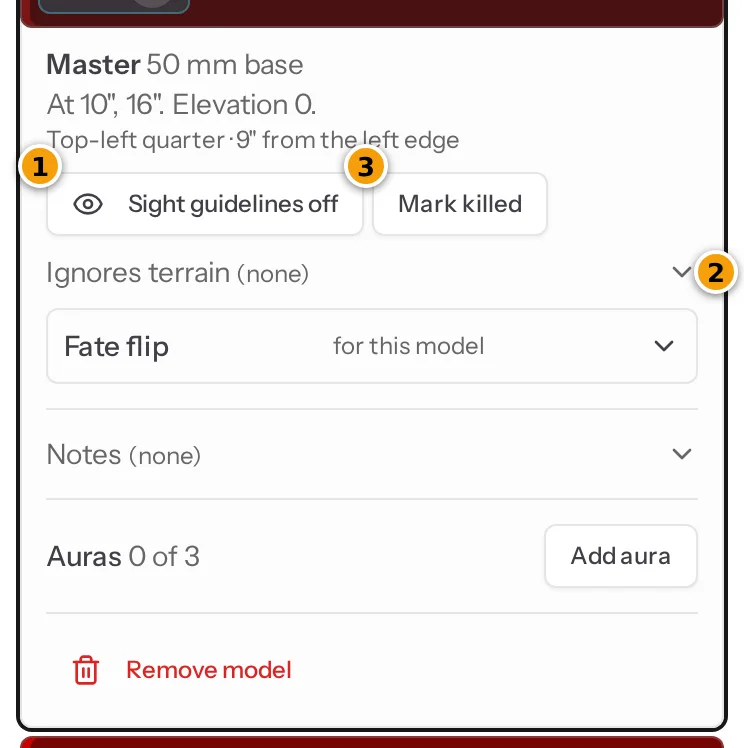 Master 50 mm base
At 10", 16". Elevation 0.
Top-left quarter · 9" from the left edge
1
3
Sight guidelines off
Mark killed
Ignores terrain (none)
2
Fate flip for this model
Notes (none)
Auras 0 of 3
Add aura
Remove model